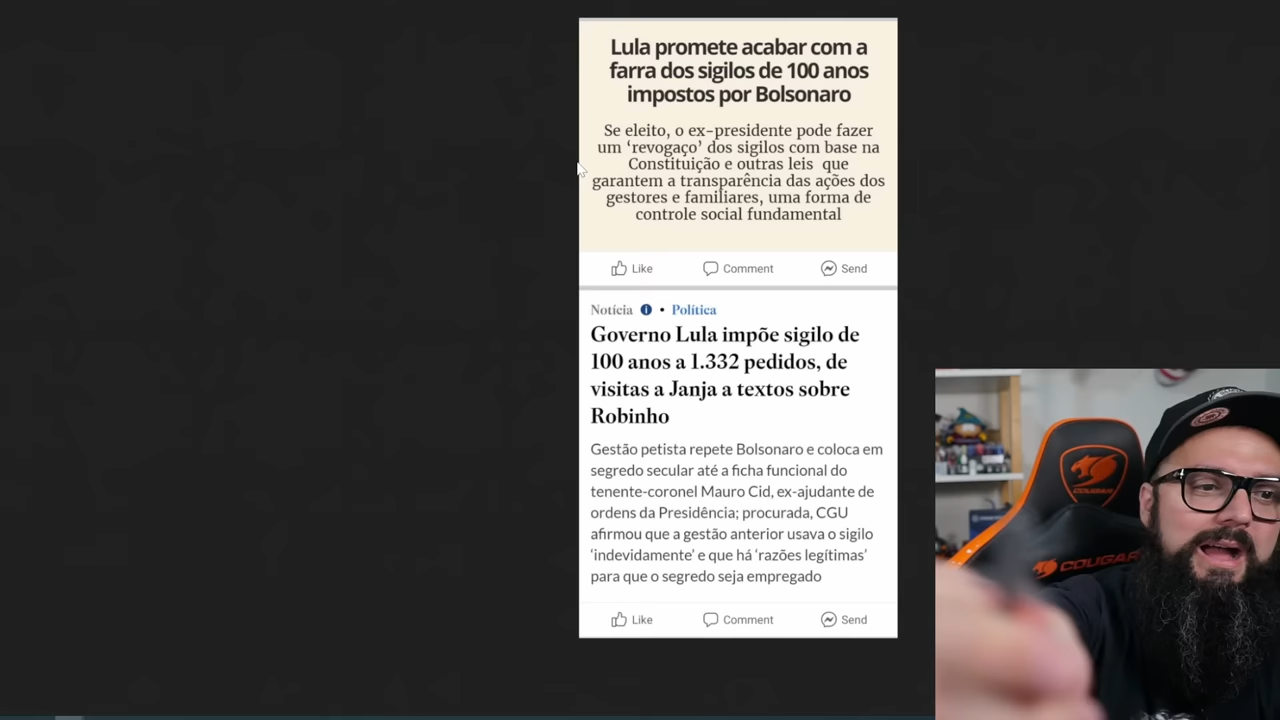 Lula promete acabar com a
farra dos sigilos de 100 anos
impostos por Bolsonaro
Se eleito, o ex-presidente pode fazer
um ‘revogaço’ dos sigilos com base na
Constituição e outras leis que
garantem a transparência das ações dos
gestores e familiares, uma forma de
controle social fundamental
Like Comment Send
Notícia • Política
Governo Lula impõe sigilo de
100 anos a 1.332 pedidos, de
visitas a Janja a textos sobre
Robinho
Gestão petista repete Bolsonaro e coloca em
segredo secular até a ficha funcional do
tenente-coronel Mauro Cid, ex-ajudante de
ordens da Presidência; procurada, CGU
afirmou que a gestão anterior usava o sigilo
‘indevidamente’ e que há ‘razões legítimas’
para que o segredo seja empregado
Like Comment Send
COUGAR
COUGAR